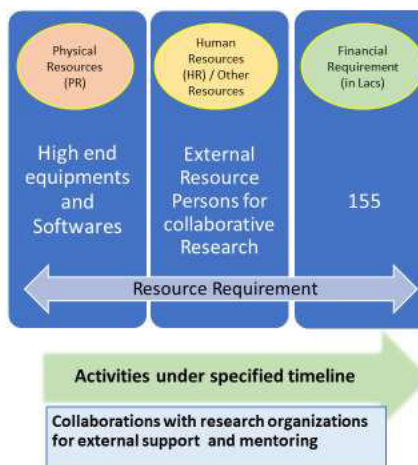 Physical
Resources
(PR)
Human
Resources
(HR) / Other
Resources
Financial
Requirement
(in Lacs)
High end
equipments
and
Softwares
External
Resource
Persons for
collaborative
Research
155
Resource Requirement
Activities under specified timeline
Collaborations with research organizations
for external support and mentoring